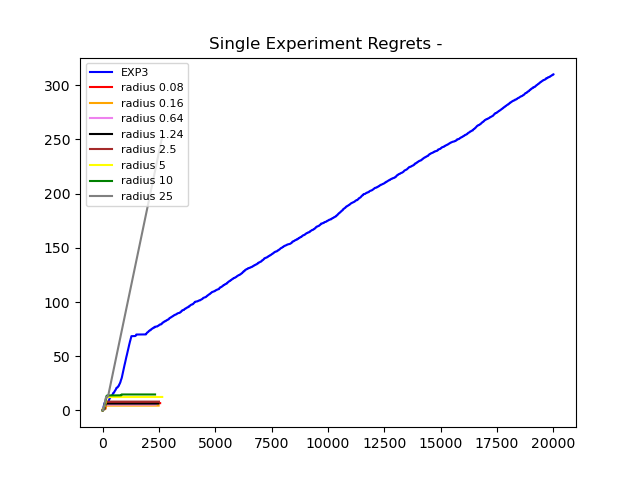 Single Experiment Regrets -
300
250
200
150
100
50
0
EXP3
radius 0.08
radius 0.16
radius 0.64
radius 1.24
radius 2.5
radius 5
radius 10
radius 25
0 2500 5000 7500 10000 12500 15000 17500 20000